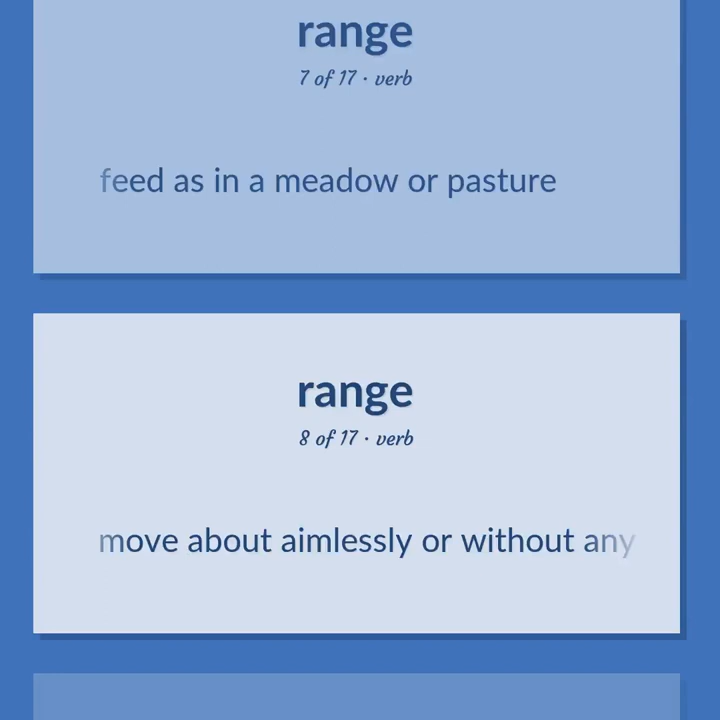 range
7 of 17 · verb
feed as in a meadow or pasture
range
8 of 17 · verb
move about aimlessly or without any